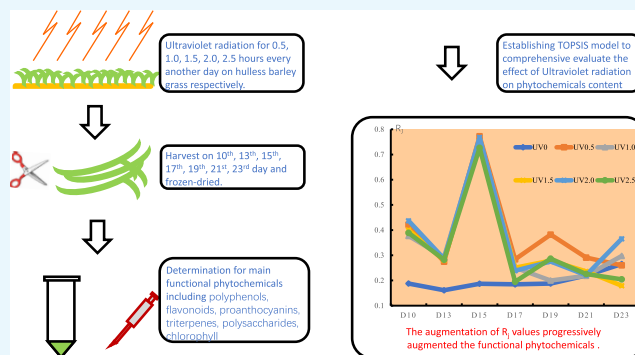 Ultraviolet radiation for 0.5,
1.0, 1.5, 2.0, 2.5 hours every
another day on hulless barley
grass respectively.
Harvest on 10th, 13th, 15th,
17th, 19th, 21st, 23rd day and
frozen-dried.
Determination for main
functional phytochemicals
including polyphenols,
flavonoids, proanthocyanins,
triterpenes, polysaccharides,
chlorophyll
Establishing TOPSIS model to
comprehensive evaluate the
effect of Ultraviolet radiation
on phytochemicals content
Rj
0.8
0.7
0.6
0.5
0.4
0.3
0.2
0.1
UV0 UV0.5 UV1.0
UV1.5 UV2.0 UV2.5
D10 D13 D15 D17 D19 D21 D23
The augmentation of Rj values progressively
augmented the functional phytochemicals .